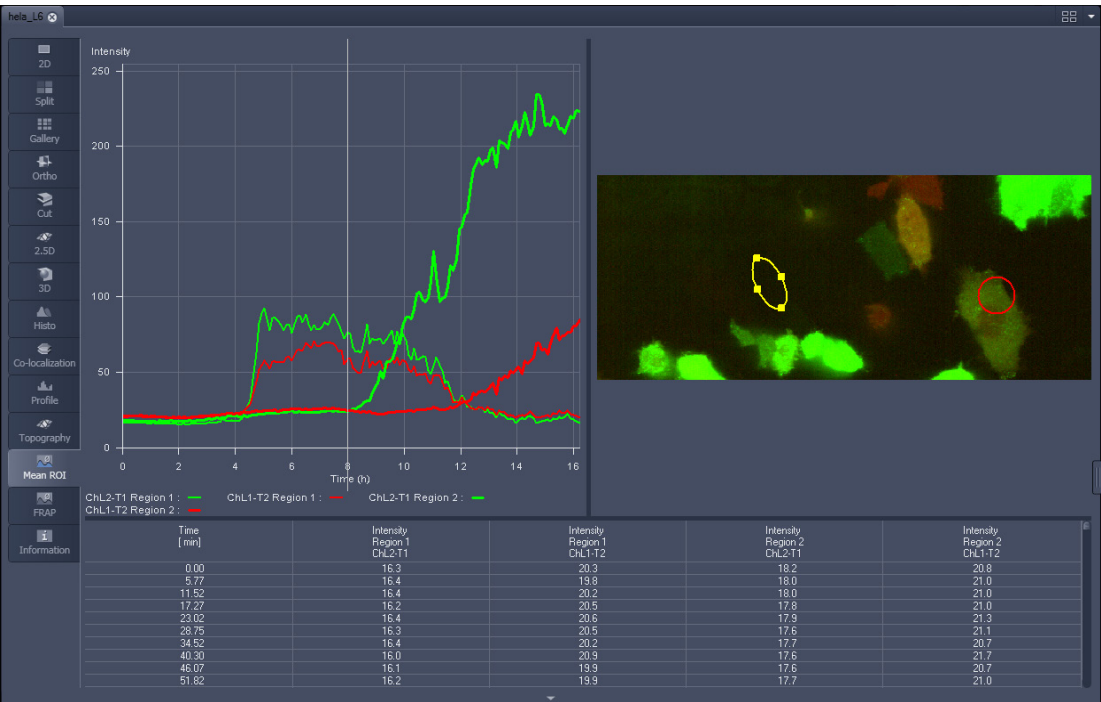 hela_L6
2D
Split
Gallery
Ortho
Cut
2.5D
3D
Histo
Co-localization
Profile
Topography
Mean ROI
FRAP
Information
Intensity
250
200
150
100
50
0
0 2 4 6 8 10 12 14 16
Time (h)
ChL2-T1 Region 1 : ChL1-T2 Region 1 : ChL2-T1 Region 2 :
ChL1-T2 Region 2 :
Time Intensity Intensity Intensity Intensity
[ min] Region 1 Region 1 Region 2 Region 2
ChL2-T1 ChL1-T2 ChL2-T1 ChL1-T2
0.00 16.3 20.3 18.2 20.8
5.77 16.4 19.8 18.0 21.0
11.52 16.4 20.2 18.0 21.0
17.27 16.2 20.5 17.8 21.0
23.02 16.4 20.6 17.9 21.3
28.75 16.3 20.5 17.6 21.1
34.52 16.4 20.2 17.7 20.7
40.30 16.0 20.9 17.6 21.7
46.07 16.1 19.9 17.6 20.7
51.82 16.2 19.9 17.7 21.0